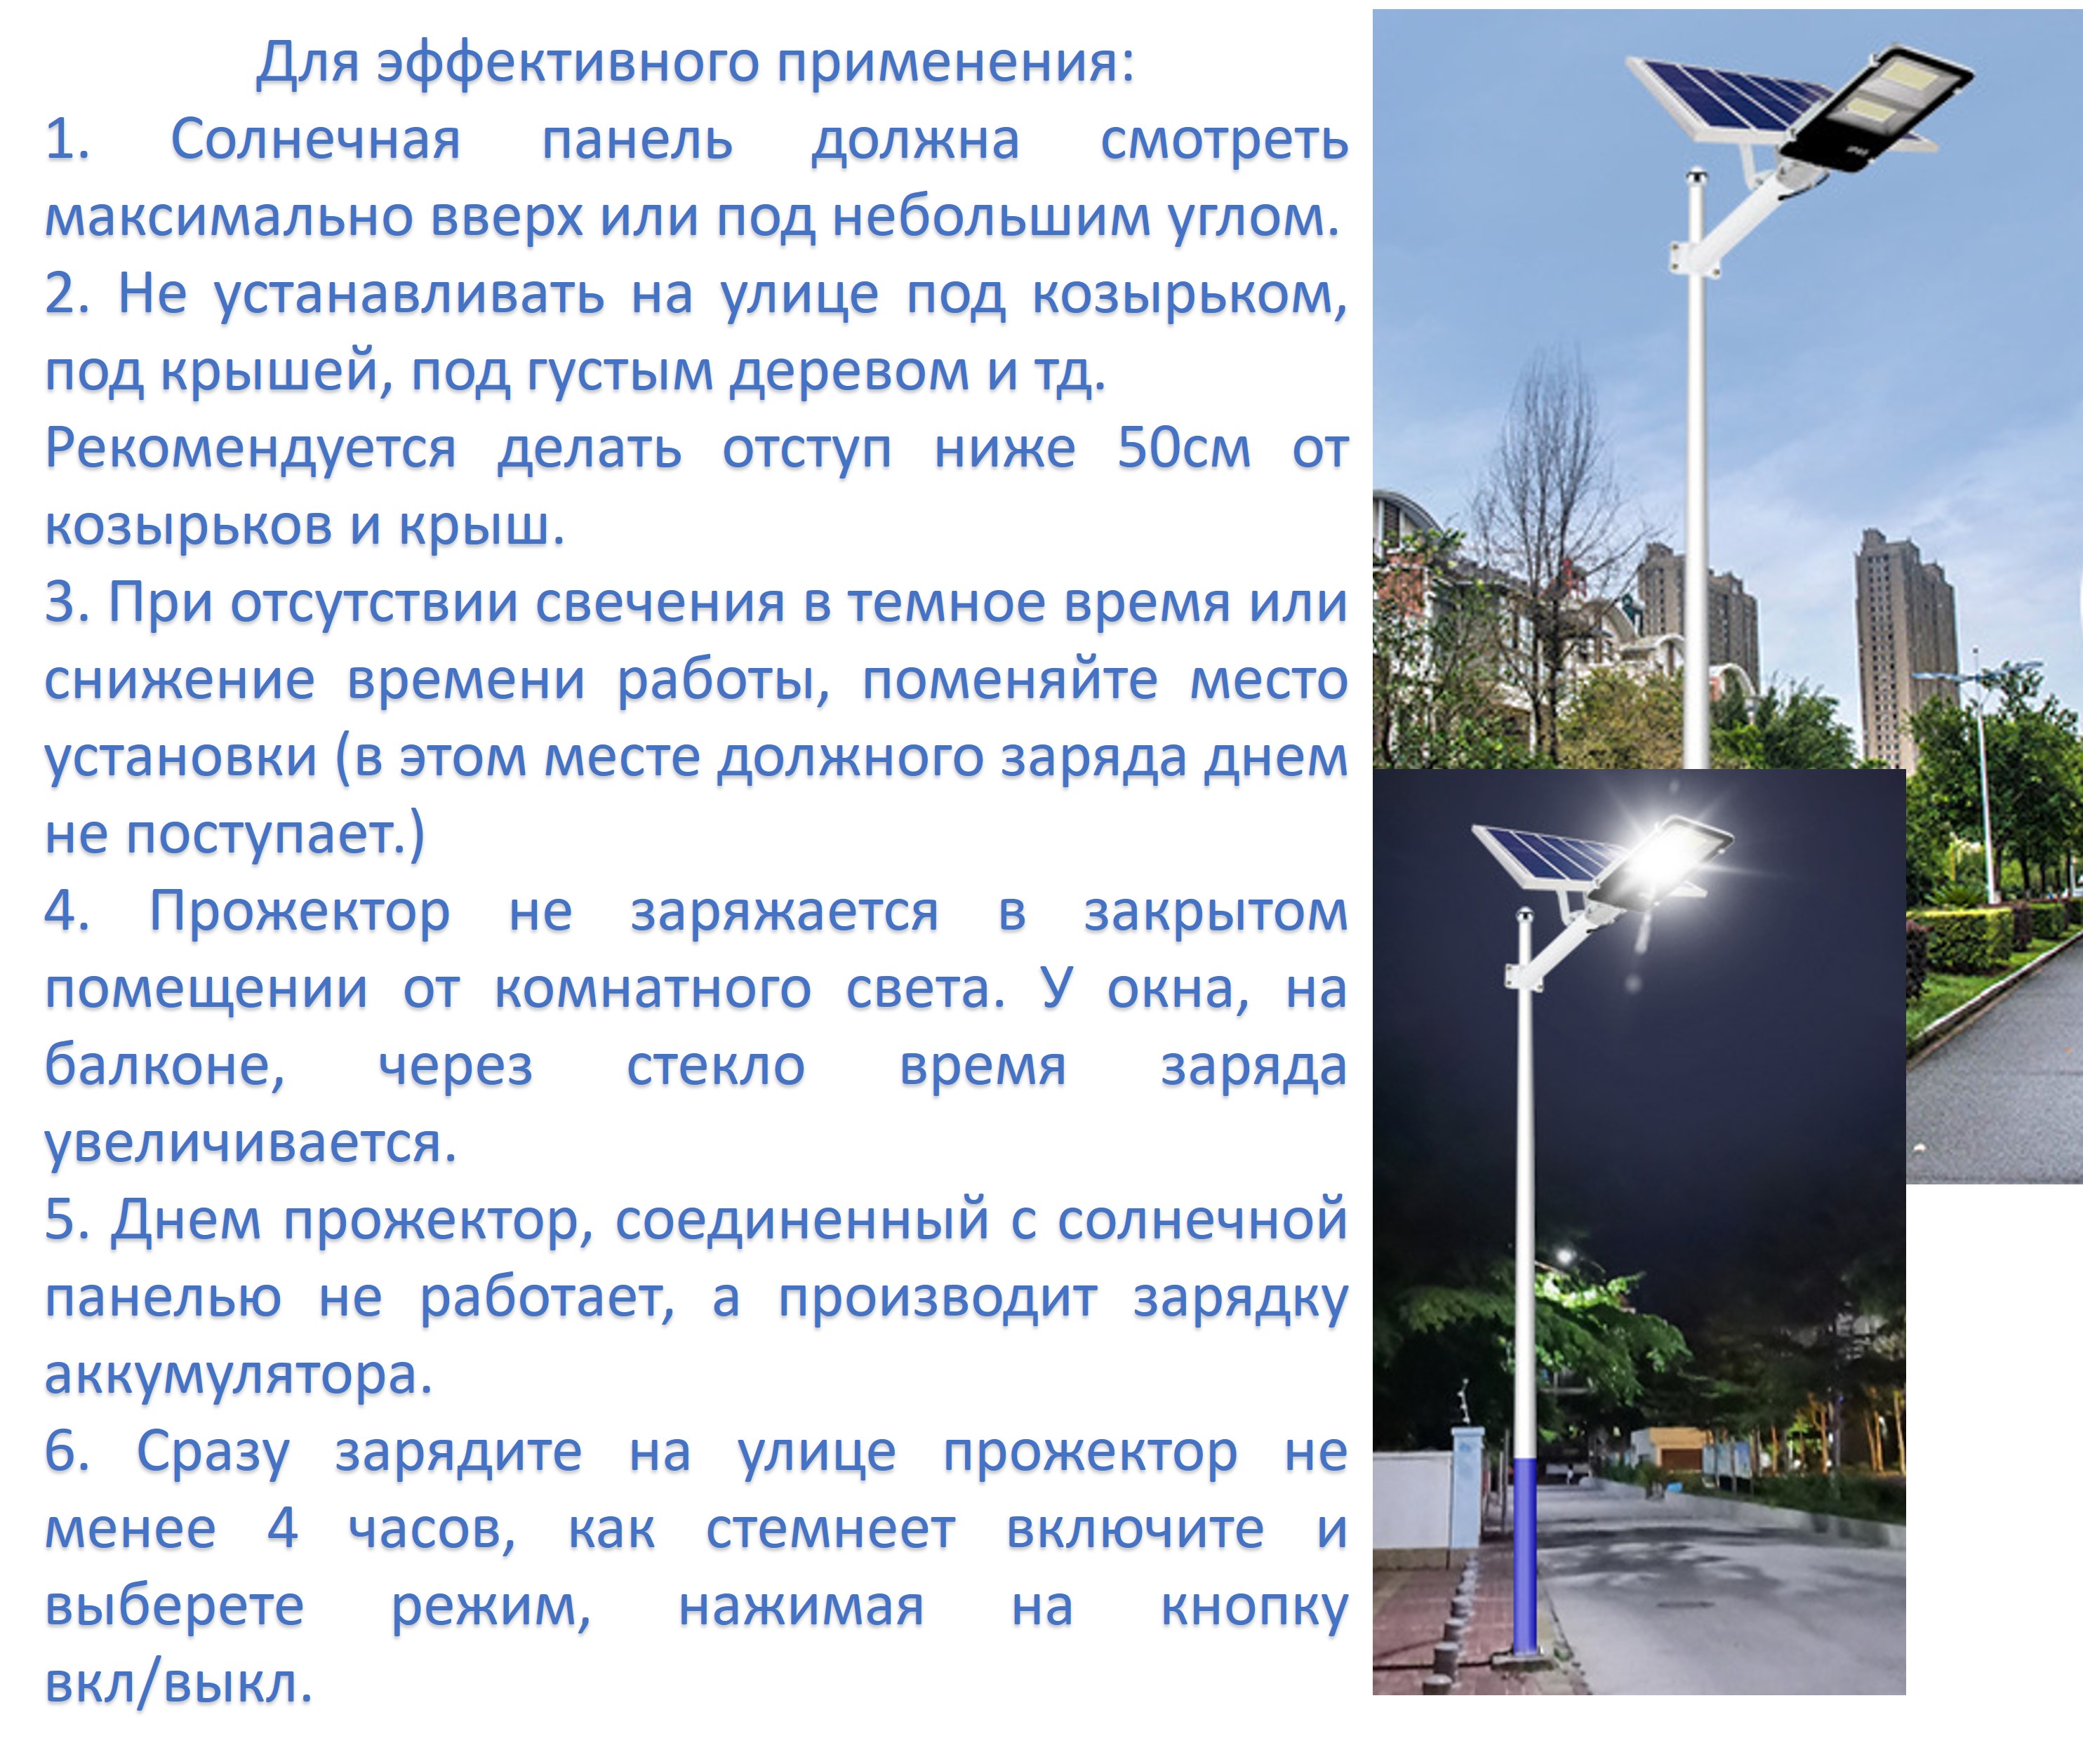 Для эффективного применения:
1. Солнечная панель должна смотреть
максимально вверх или под небольшим углом.
2. Не устанавливать на улице под козырьком,
под крышей, под густым деревом и тд.
Рекомендуется делать отступ ниже 50см от
козырьков и крыш.
3. При отсутствии свечения в темное время или
снижение времени работы, поменяйте место
установки (в этом месте должного заряда днем
не поступает.)
4. Прожектор не заряжается в закрытом
помещении от комнатного света. У окна, на
балконе, через стекло время заряда
увеличивается.
5. Днем прожектор, соединенный с солнечной
панелью не работает, а производит зарядку
аккумулятора.
6. Сразу зарядите на улице прожектор не
менее 4 часов, как стемнеет включите и
выберете режим, нажимая на кнопку
вкл/выкл.